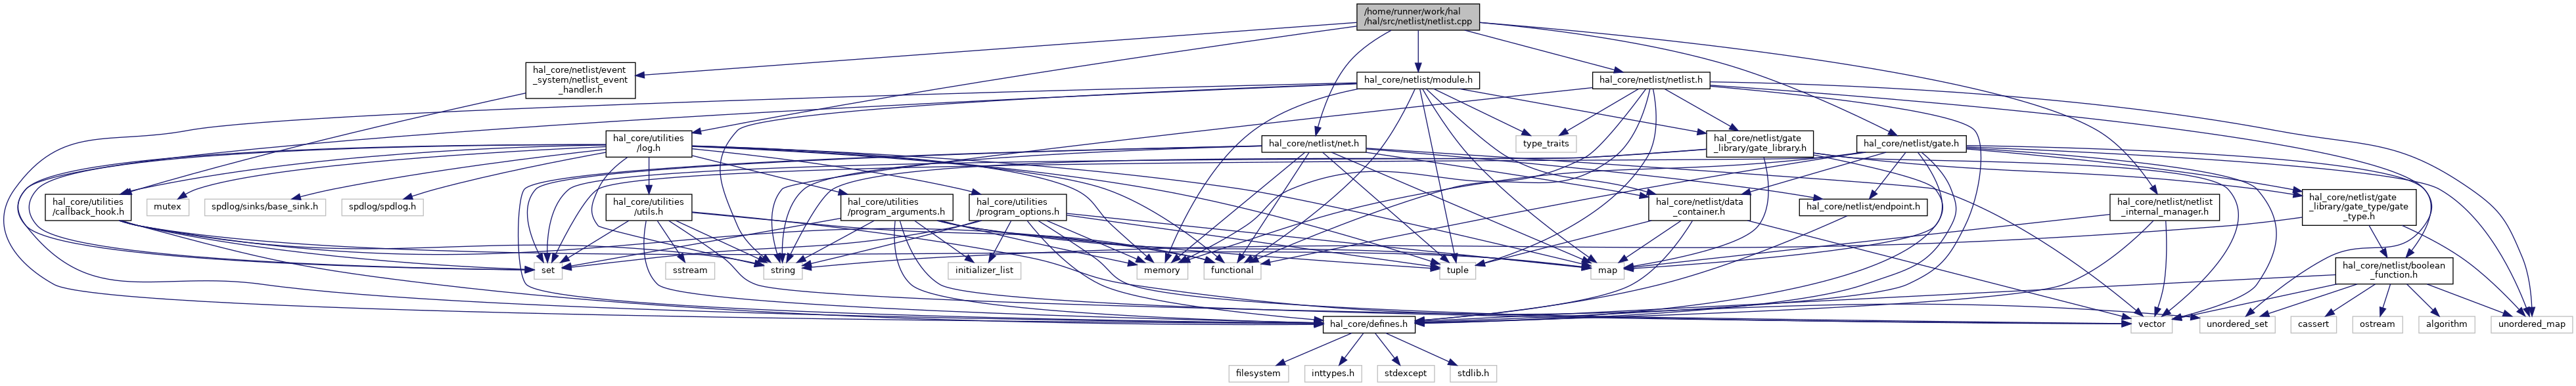 /home/runner/work/hal
/hal/src/netlist/netlist.cpp
hal_core/netlist/event
_system/netlist_event
_handler.h
hal_core/netlist/module.h
hal_core/netlist/netlist.h
hal_core/utilities
/log.h
hal_core/netlist/net.h
type_traits
hal_core/netlist/gate
_library/gate_library.h
hal_core/netlist/gate.h
hal_core/utilities
/callback_hook.h
mutex
spdlog/sinks/base_sink.h
spdlog/spdlog.h
hal_core/utilities
/utils.h
hal_core/utilities
/program_arguments.h
hal_core/utilities
/program_options.h
hal_core/netlist/data
_container.h
hal_core/netlist/endpoint.h
hal_core/netlist/netlist
_internal_manager.h
hal_core/netlist/gate
_library/gate_type/gate
_type.h
set
sstream
string
initializer_list
memory
functional
tuple
map
hal_core/netlist/boolean
_function.h
hal_core/defines.h
vector
unordered_set
cassert
ostream
algorithm
unordered_map
filesystem
inttypes.h
stdexcept
stdlib.h